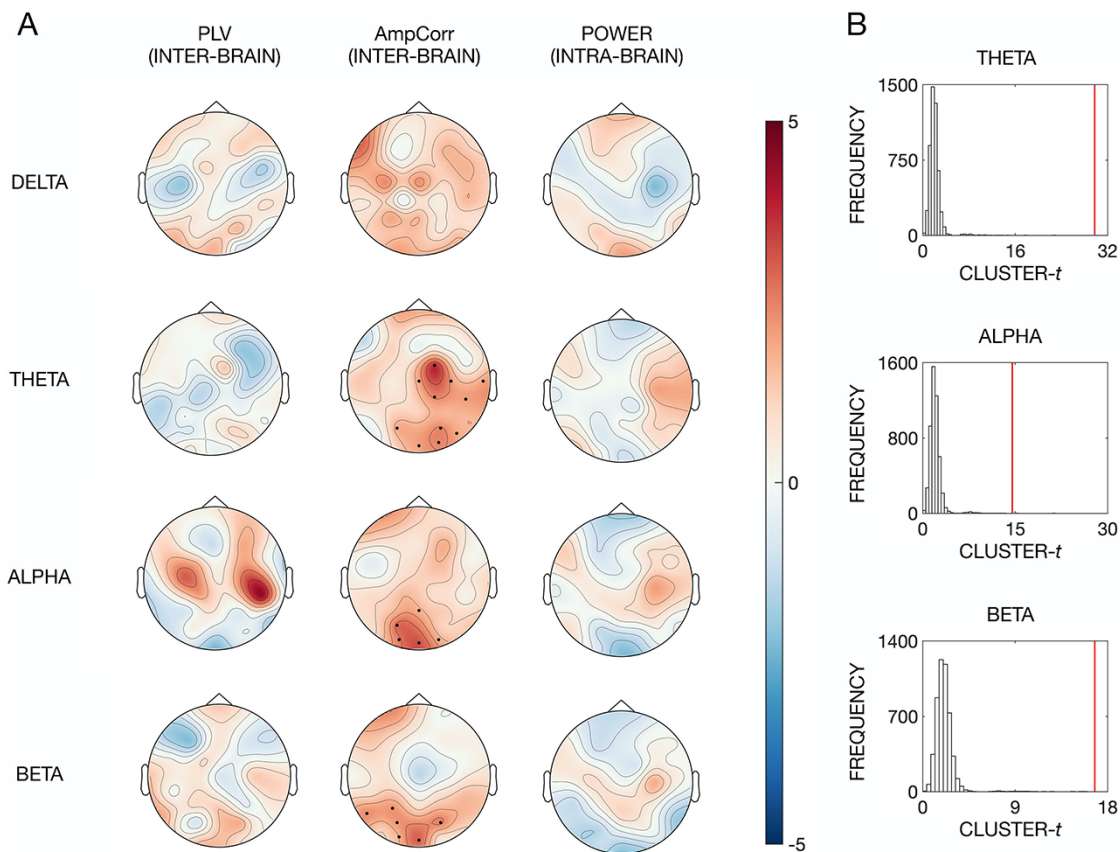 A
PLV
(INTER-BRAIN)
AmpCorr
(INTER-BRAIN)
POWER
(INTRA-BRAIN)
DELTA
THETA
ALPHA
BETA
5
0
-5
B
THETA
1500
750
0
FREQUENCY
0 16 32
CLUSTER-t
ALPHA
1600
800
0
FREQUENCY
0 15 30
CLUSTER-t
BETA
1400
700
0
FREQUENCY
0 9 18
CLUSTER-t